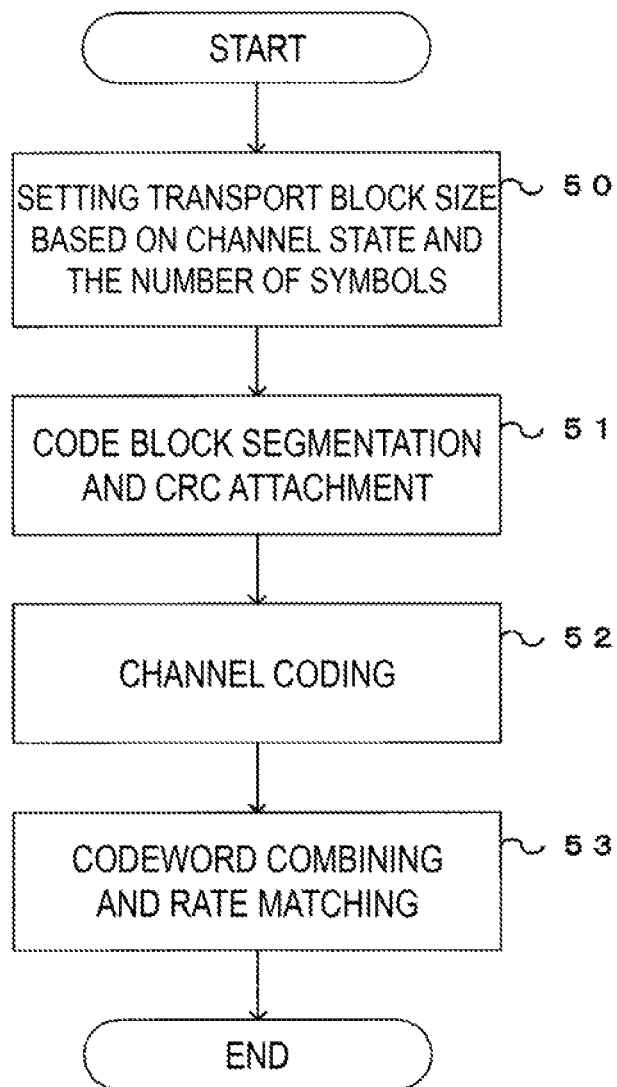 START
SETTING TRANSPORT BLOCK SIZE
BASED ON CHANNEL STATE AND
THE NUMBER OF SYMBOLS
50
CODE BLOCK SEGMENTATION
AND CRC ATTACHMENT
51
CHANNEL CODING
52
CODEWORD COMBINING
AND RATE MATCHING
53
END